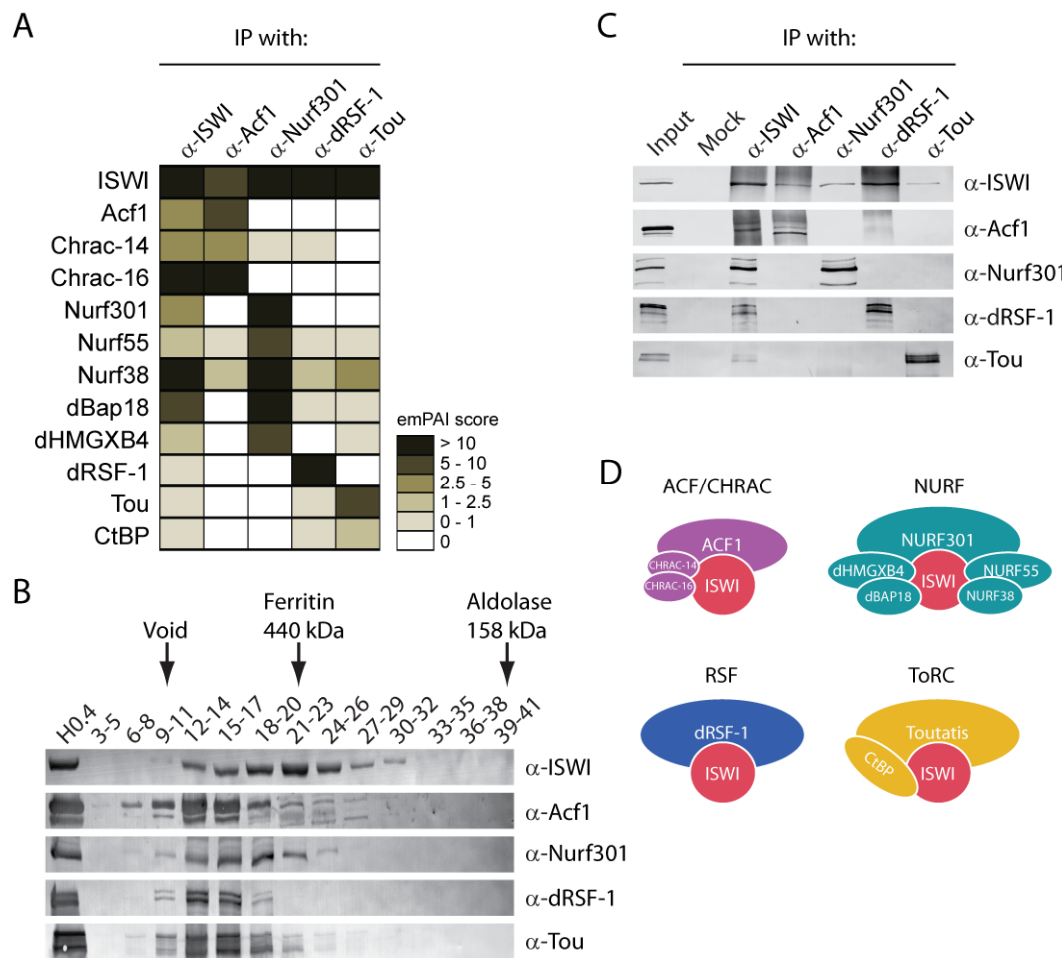 A
IP with:
α-ISWI
α-Acf1
α-Nurf301
α-dRSF-1
α-Tou
ISWI
Acf1
Chrac-14
Chrac-16
Nurf301
Nurf55
Nurf38
dBap18
dHMGXB4
dRSF-1
Tou
CtBP
emPAI score
> 10
5 - 10
2.5 - 5
1 - 2.5
0 - 1
0
B
Void
Ferritin
440 kDa
Aldolase
158 kDa
H0.4
3-5
6-8
9-11
12-14
15-17
18-20
21-23
24-26
27-29
30-32
33-35
36-38
39-41
α-ISWI
α-Acf1
α-Nurf301
α-dRSF-1
α-Tou
C
IP with:
Input
Mock
α-ISWI
α-Acf1
α-Nurf301
α-dRSF-1
α-Tou
α-ISWI
α-Acf1
α-Nurf301
α-dRSF-1
α-Tou
D
ACF/CHRAC
ACF1
CHRAC-14
CHRAC-16
ISWI
NURF
NURF301
dHMGXB4
ISWI
NURF55
dBAP18
NURF38
RSF
dRSF-1
ISWI
ToRC
Toutatis
CtBP
ISWI